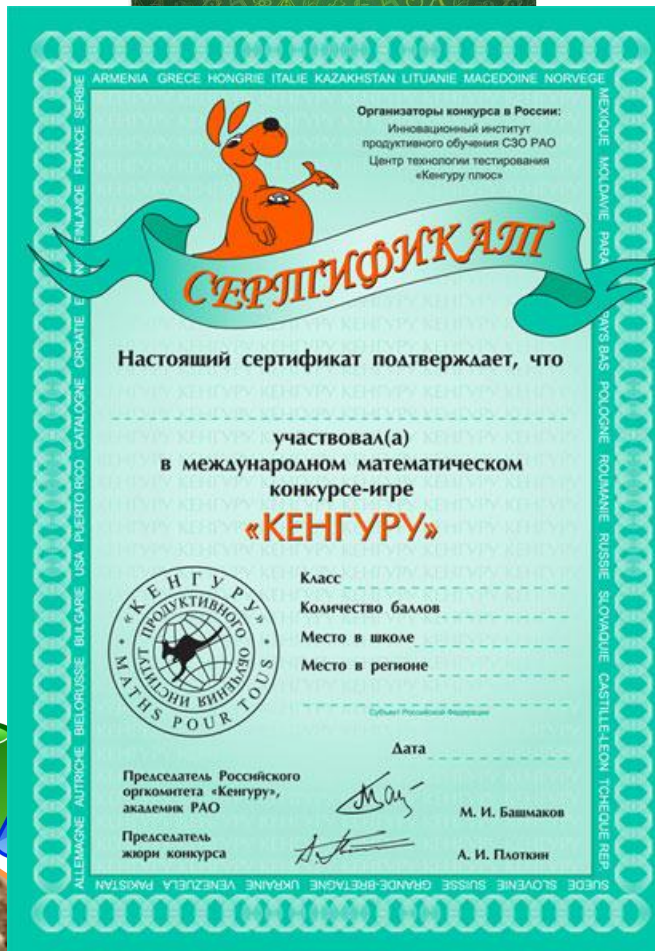 ARMENIA GRECE HONGRIE ITALIE KAZAKHSTAN LITUANIE MACEDOINE NORVEGE
Организаторы конкурса в России:
Инновационный институт
продуктивного обучения СЗО РАО
Центр технологии тестирования
«Кенгуру плюс»
СЕРТИФИКАТ
Настоящий сертификат подтверждает, что
участвовал(а)
в международном математическом
конкурсе-игре
«КЕНГУРУ»
Класс
Количество баллов
Место в школе
Место в регионе
Субъект Российской Федерации
Дата
«КЕНГУРУ»
MATHS POUR TOUS
ИНСТИТУТ ПРОДУКТИВНОГО ОБУЧЕНИЯ
Председатель Российского
оргкомитета «Кенгуру»,
академик РАО
М. И. Башмаков
Председатель
жюри конкурса
А. И. Плоткин
ALLEMAGNE AUTRICHE BIELORUSSIE BULGARIE USA PUERTO RICO CATALOGNE CROATIE FINLANDE FRANCE SERBIE
MEXIQUE MOLDAVIE PAYS BAS POLOGNE ROUMANIE RUSSIE SLOVAQUIE CASTILLE-LEON TCHEQUE REP.
SUEDE SLOVENIE SUISSE GRANDE-BRETAGNE UKRAINE VENEZUELA PAKISTAN